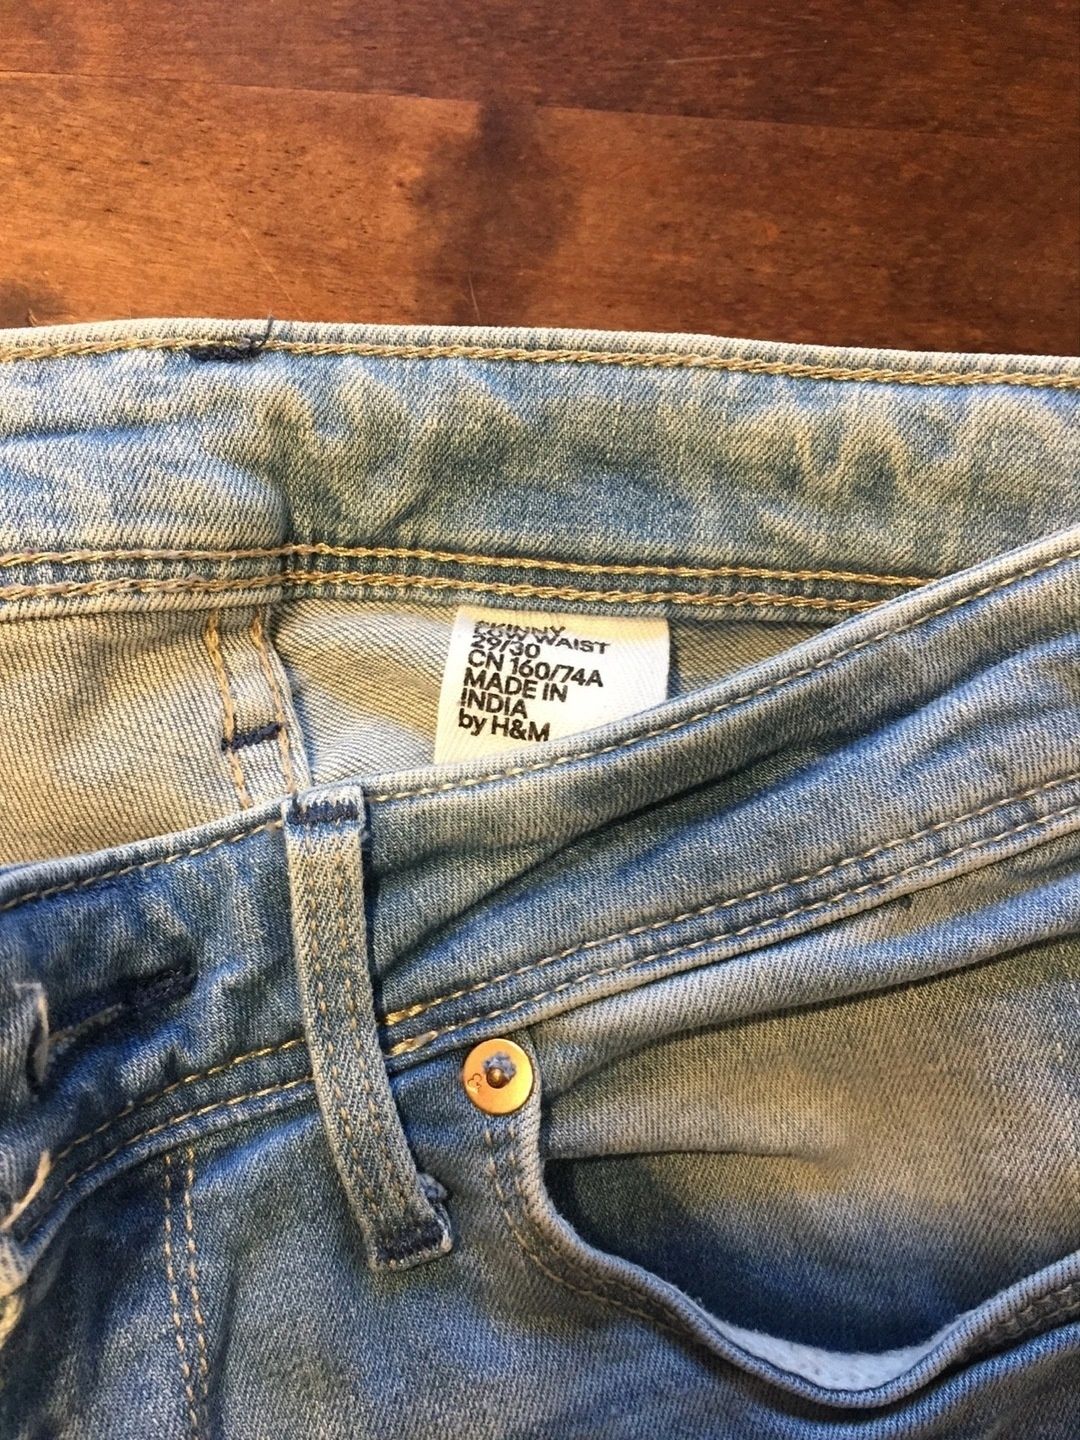 SKINNY
LOW WAIST
29/30
CN 160/74A
MADE IN
INDIA
by H&M